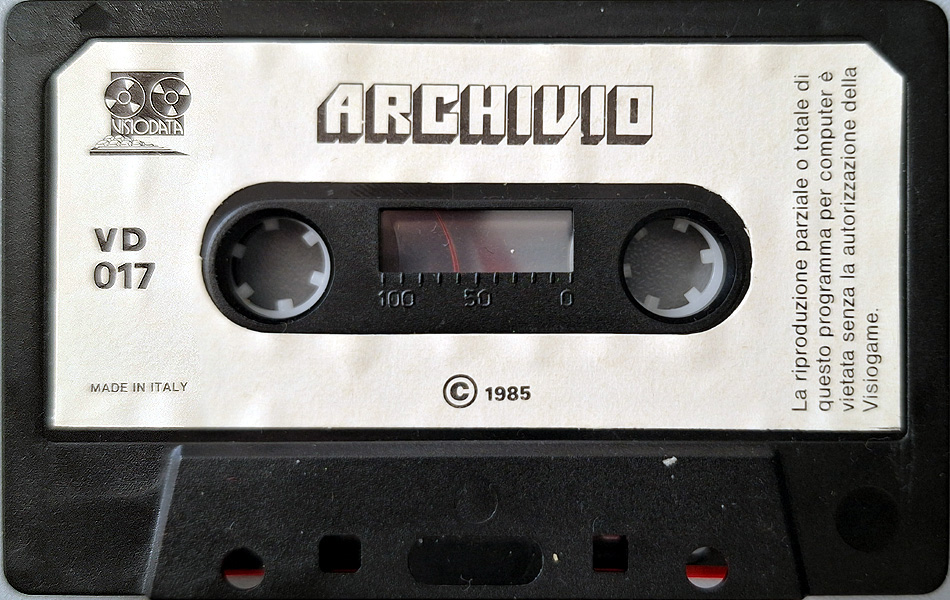 VISIODATA
ARCHIVIO
VD
017
100 50 0
MADE IN ITALY
© 1985
La riproduzione parziale o totale di
questo programma per computer è
vietata senza la autorizzazione della
Visiogame.